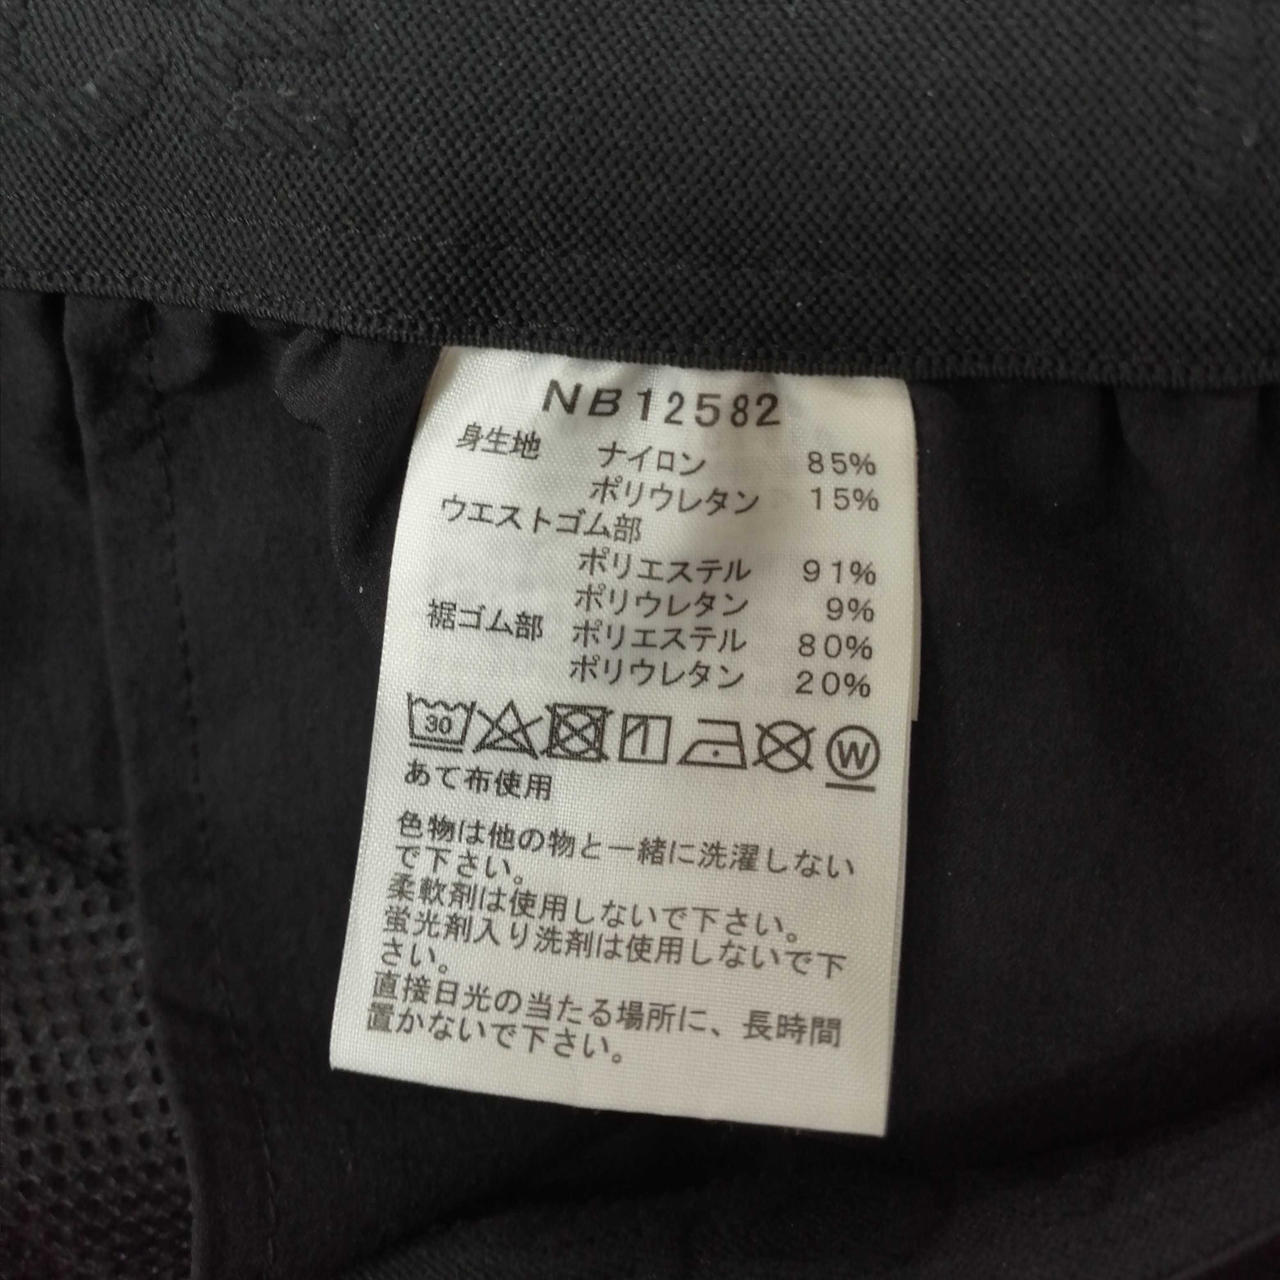 NB12582
身生地 ナイロン 85%
ポリウレタン 15%
ウエストゴム部
ポリエステル 91%
ポリウレタン 9%
裾ゴム部 ポリエステル 80%
ポリウレタン 20%
30 W
あて布使用
色物は他の物と一緒に洗濯しない
で下さい。
柔軟剤は使用しないで下さい。
蛍光剤入り洗剤は使用しないで下
さい。
直接日光の当たる場所に、長時間
置かないで下さい。